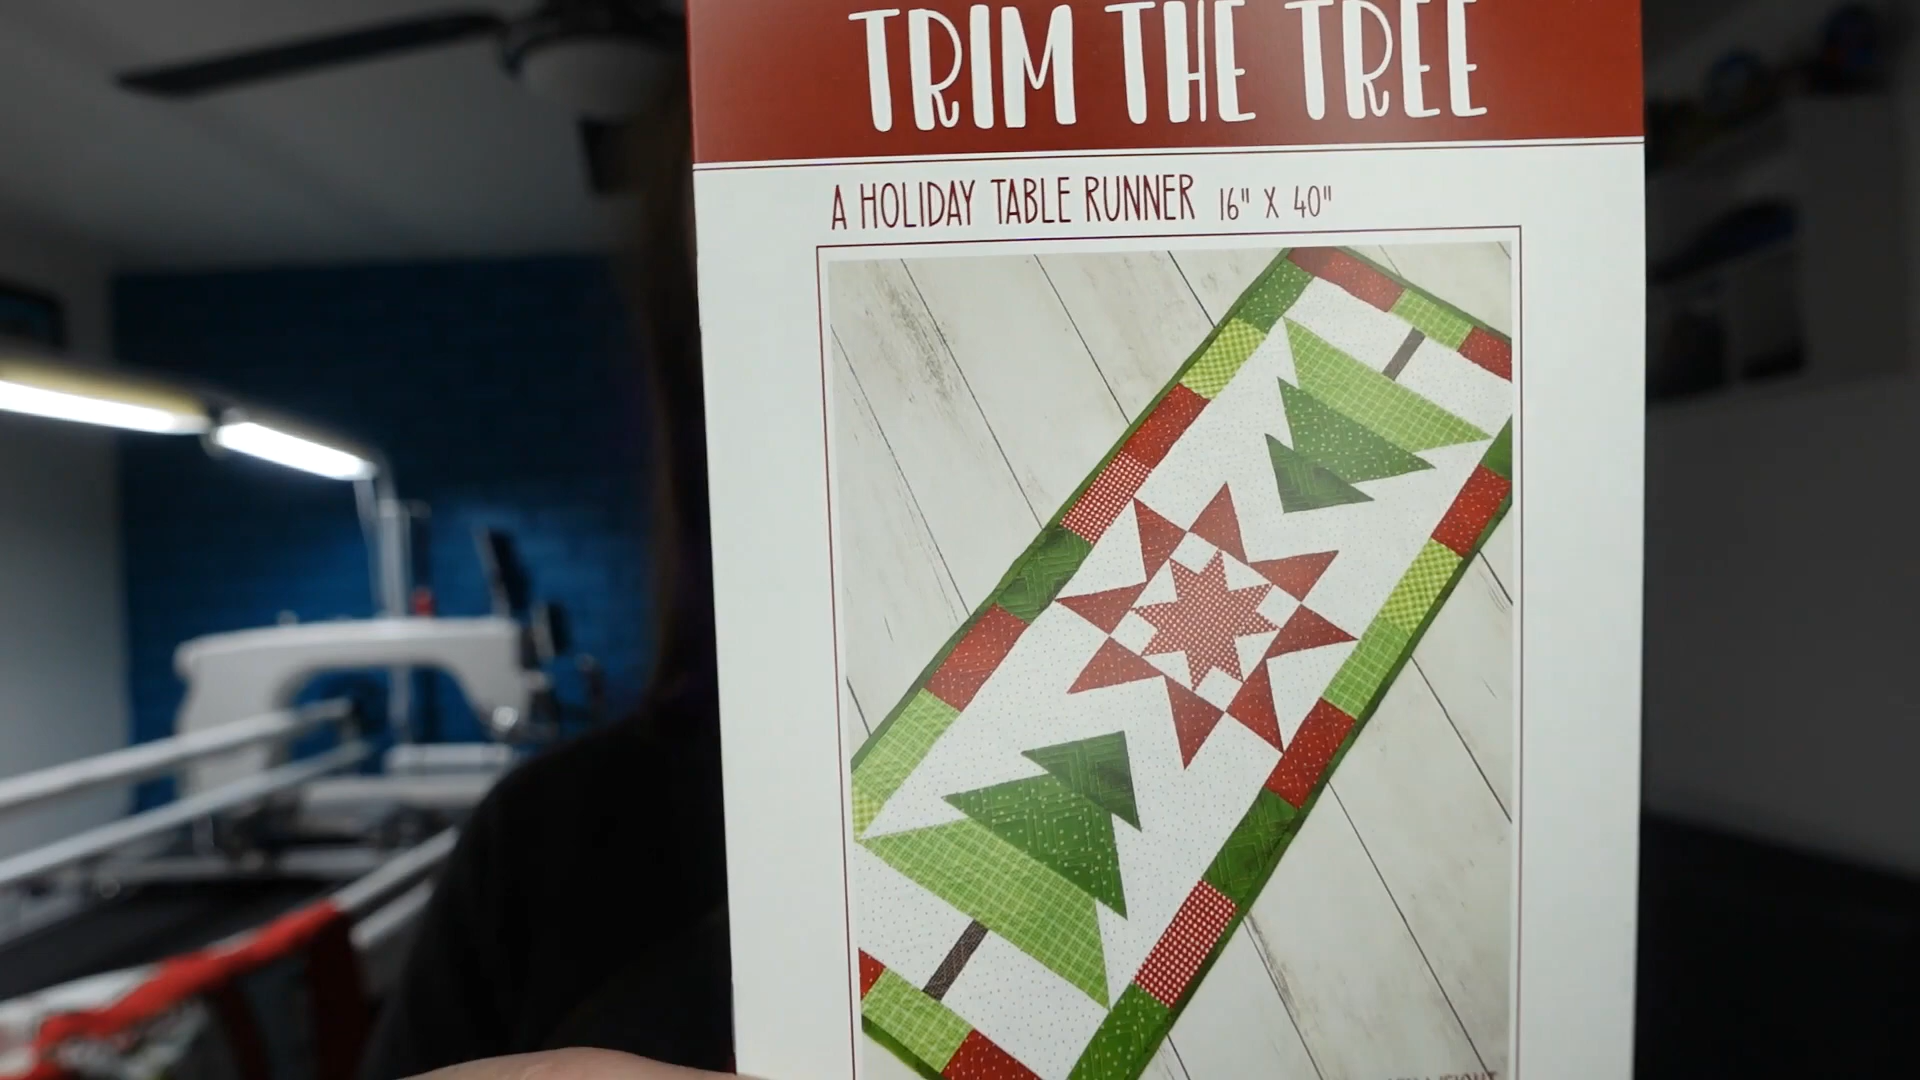 TRIM THE TREE
A HOLIDAY TABLE RUNNER 16" X 40"